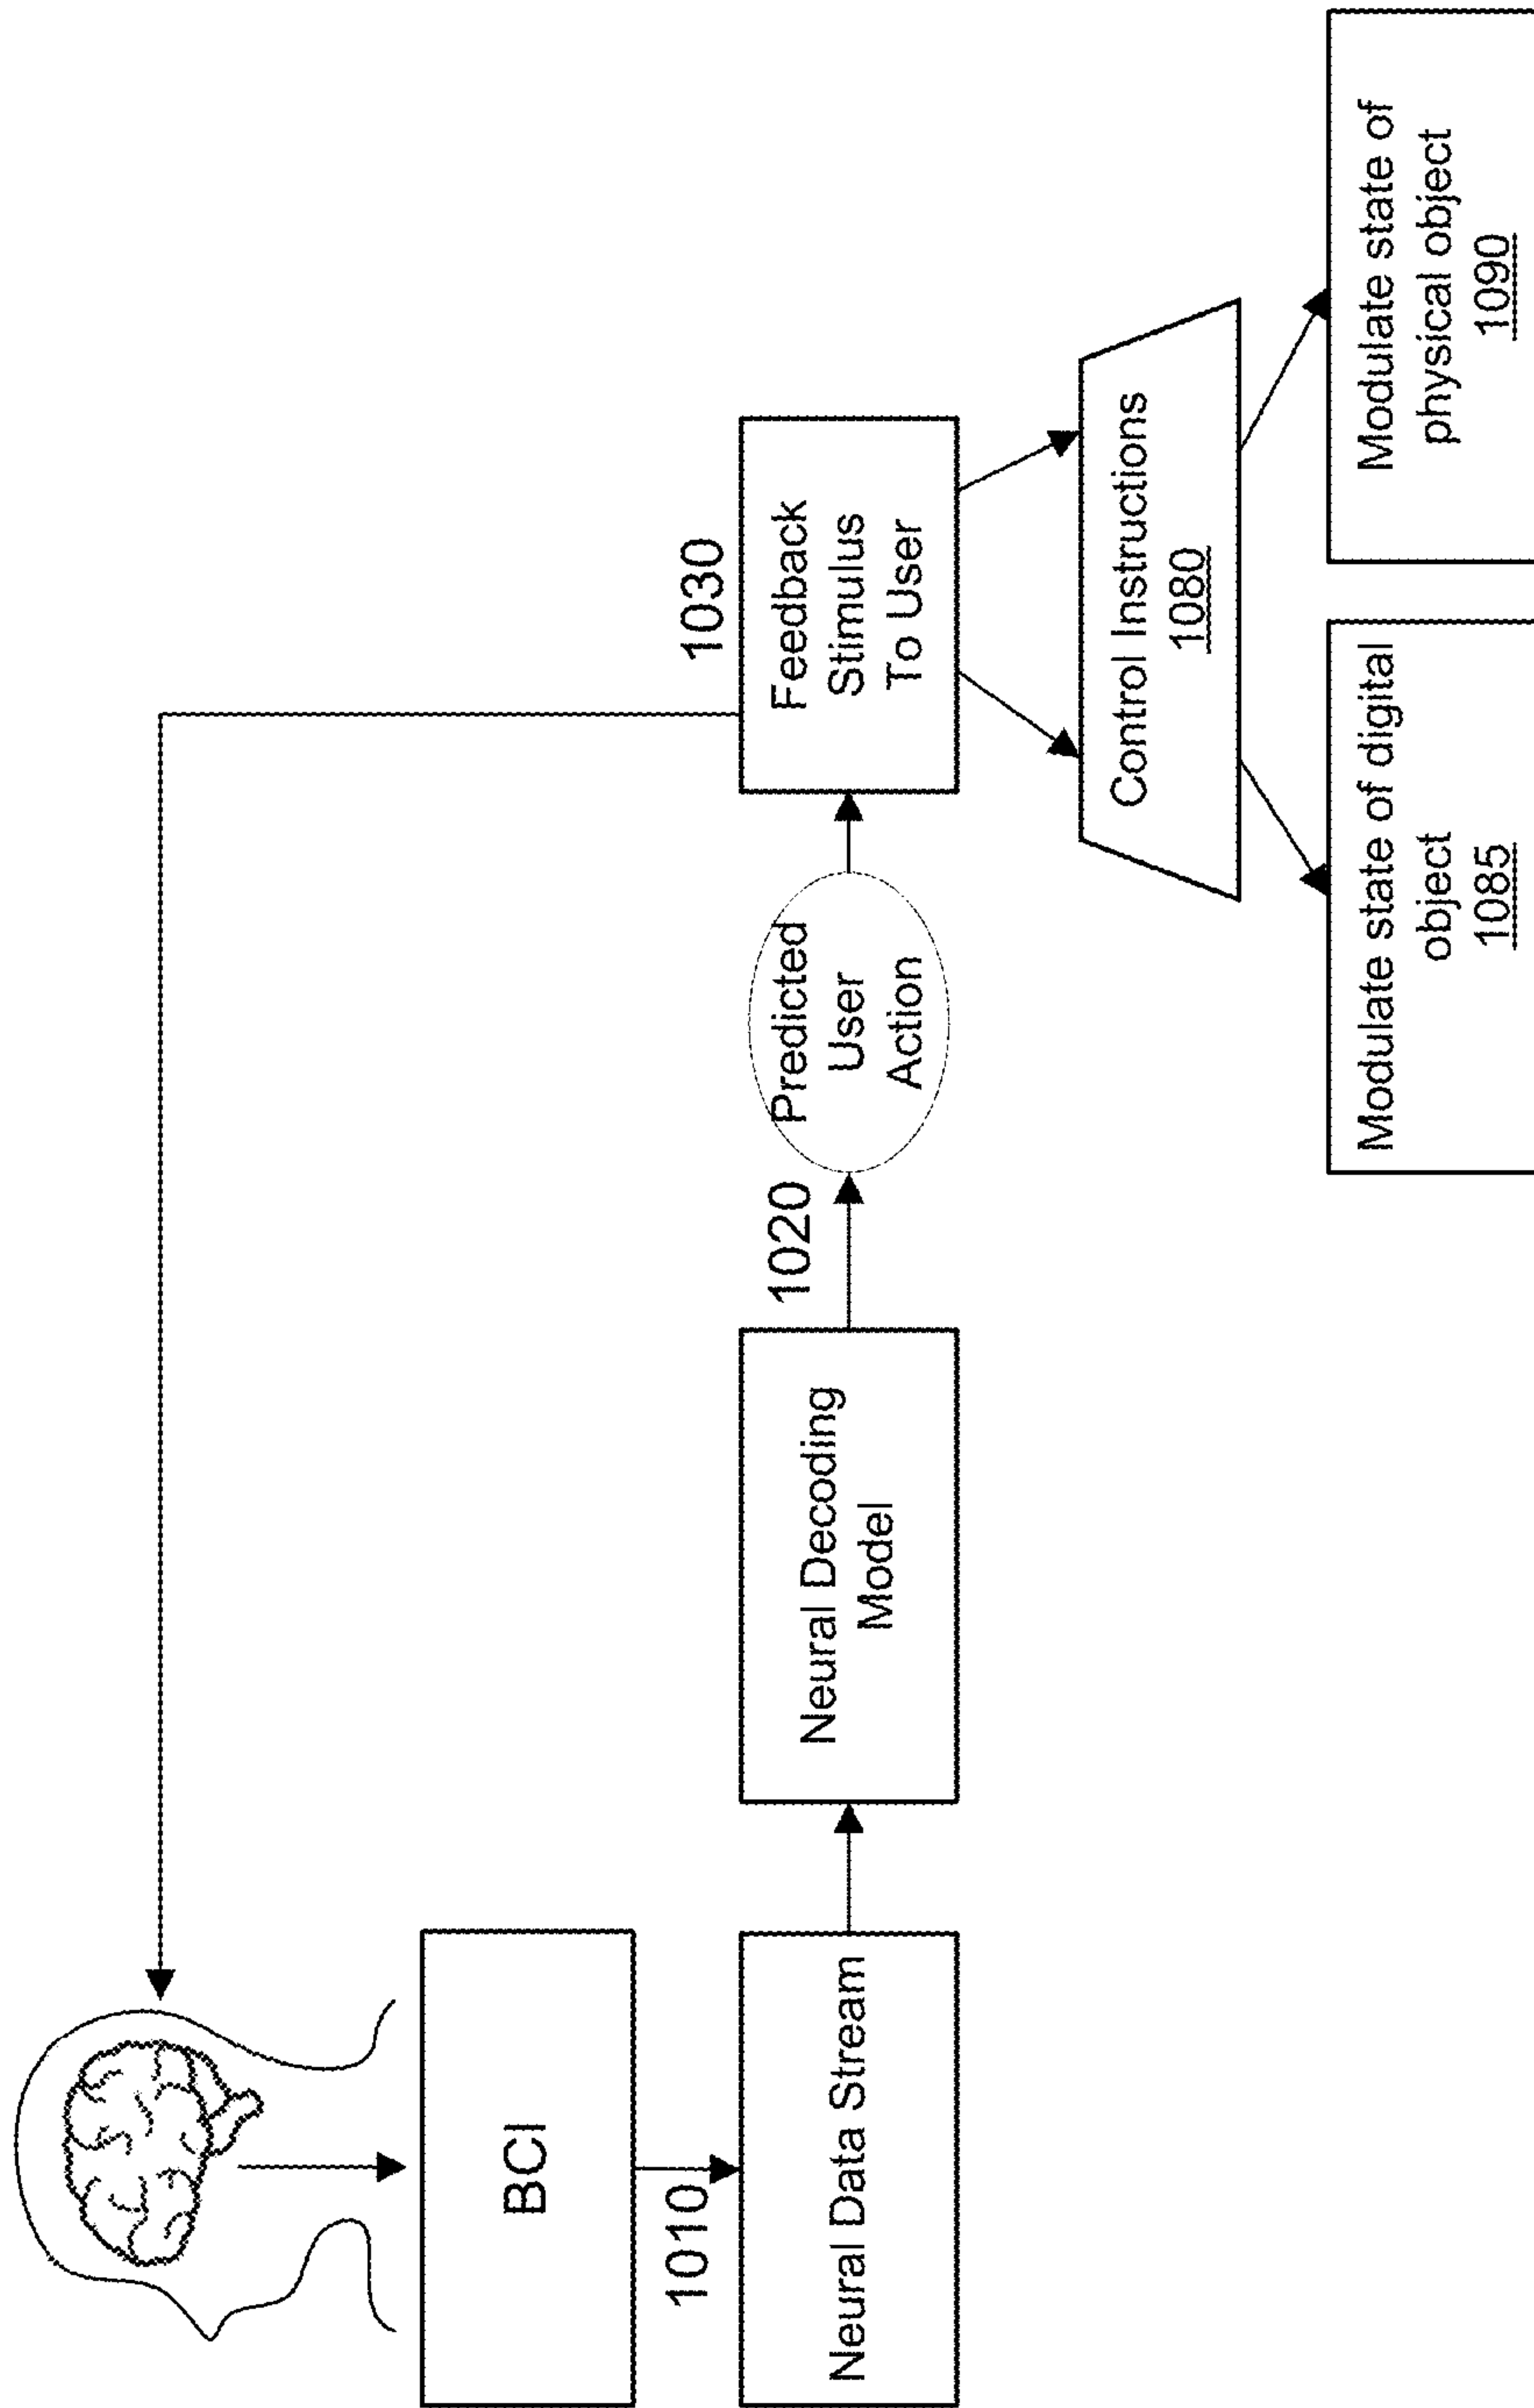 BCI
1010
Neural Data Stream
Neural Decoding
Model
1020
Predicted
User
Action
1030
Feedback
Stimulus
To User
Control Instructions
1080
Modulate state of digital
object
1085
Modulate state of
physical object
1090